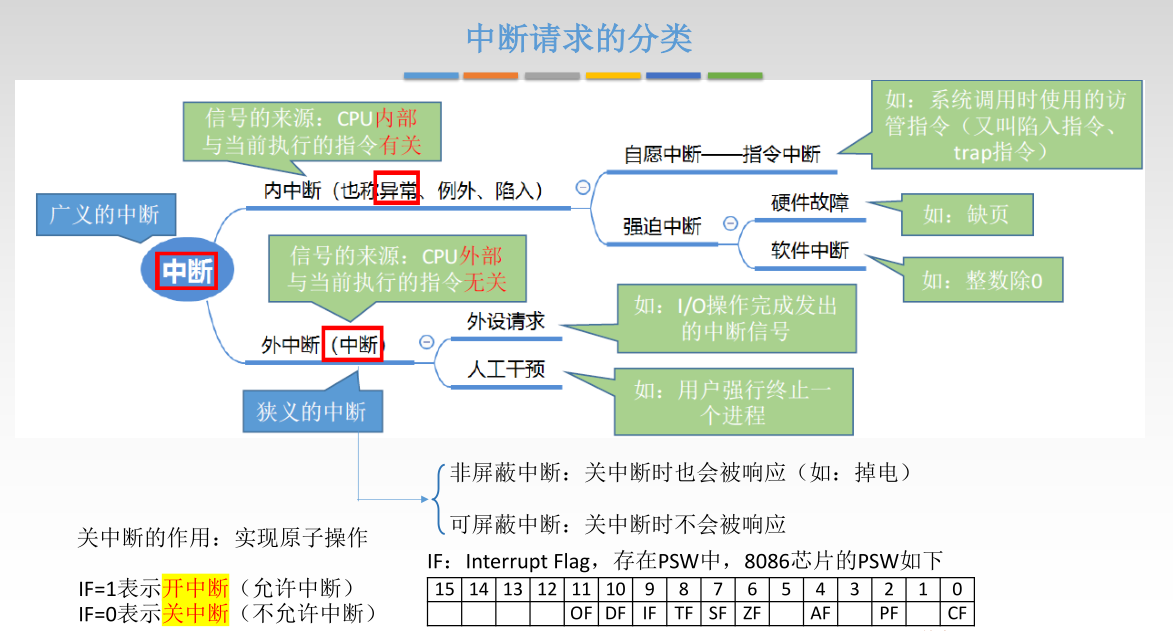 中断请求的分类
信号的来源：CPU内部
与当前执行的指令有关
如：系统调用时使用的访
管指令（又叫陷入指令、
trap指令）
自愿中断——指令中断
内中断（也称异常、例外、陷入）
硬件故障
如：缺页
强迫中断
广义的中断
软件中断
如：整数除0
中断
信号的来源：CPU外部
与当前执行的指令无关
如：I/O操作完成发出
的中断信号
外设请求
外中断（中断）
人工干预
如：用户强行终止一
个进程
狭义的中断
非屏蔽中断：关中断时也会被响应（如：掉电）
可屏蔽中断：关中断时不会被响应
关中断的作用：实现原子操作
IF：Interrupt Flag，存在PSW中，8086芯片的PSW如下
IF=1表示开中断（允许中断）
IF=0表示关中断（不允许中断）
15 14 13 12 11 10 9 8 7 6 5 4 3 2 1 0
OF DF IF TF SF ZF AF PF CF